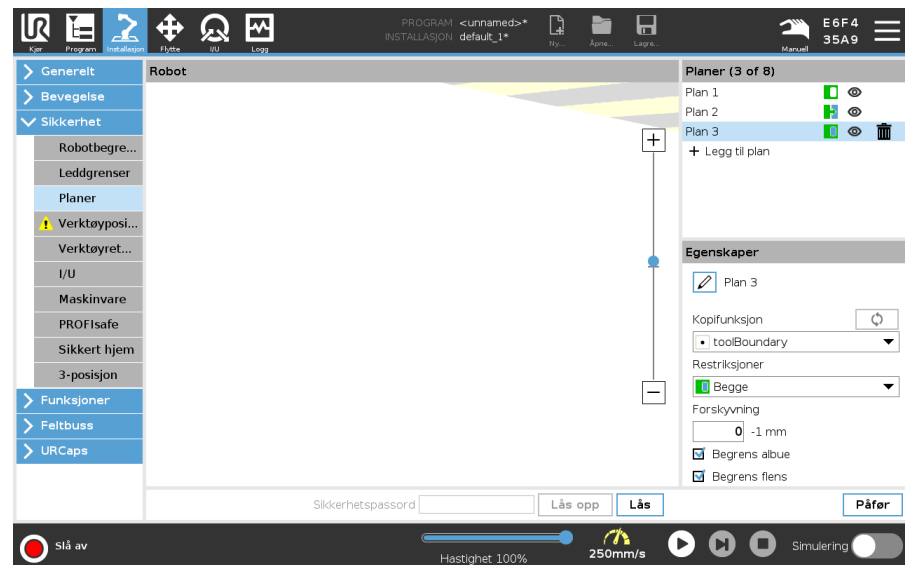 PROGRAM <unnamed>*
INSTALLASJON default_1*
Kjør Program Installasjon Flytte I/U Logg Ny... Åpne... Lagre... Manuell
E6F4
35A9
Generelt
Bevegelse
Sikkerhet
Robotbegre...
Leddgrenser
Planer
Verktøyposi...
Verktøyret...
I/U
Maskinvare
PROFIsafe
Sikkert hjem
3-posisjon
Funksjoner
Feltbuss
URCaps
Robot
Planer (3 of 8)
Plan 1
Plan 2
Plan 3
+ Legg til plan
Egenskaper
Plan 3
Kopifunksjon
toolBoundary
Restriksjoner
Begge
Forskyvning
0 -1 mm
Begrens albue
Begrens flens
Sikkerhetspassord Lås opp Lås Påfør
Slå av
Hastighet 100%
250mm/s
Simulering